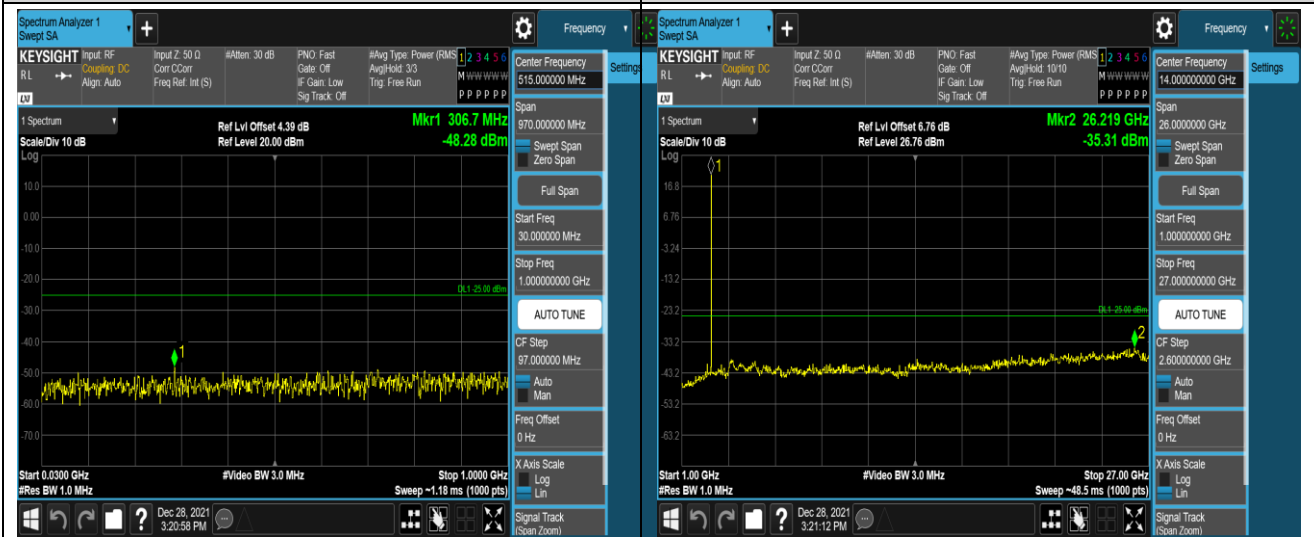 Spectrum Analyzer 1
Swept SA
Frequency
KEYSIGHT
Input: RF
Coupling: DC
Align: Auto
Input Z: 50 Ω
Corr CCorr
Freq Ref: Int (S)
#Atten: 30 dB
PNO: Fast
Gate: Off
IF Gain: Low
Sig Track: Off
#Avg Type: Power (RMS
Avg|Hold: 3/3
Trig: Free Run
1 2 3 4 5 6
M W W W W W
P P P P P P
RL
LXI
1 Spectrum
Scale/Div 10 dB
Log
Ref Lvl Offset 4.39 dB
Ref Level 20.00 dBm
Mkr1 306.7 MHz
-48.28 dBm
10.0
0.00
-10.0
-20.0
DL1 -25.00 dBm
-30.0
-40.0
1
-50.0
-60.0
-70.0
Start 0.0300 GHz
#Res BW 1.0 MHz
#Video BW 3.0 MHz
Stop 1.0000 GHz
Sweep ~1.18 ms (1000 pts)
Dec 28, 2021
3:20:58 PM
Center Frequency
515.000000 MHz
Settings
Span
970.000000 MHz
Swept Span
Zero Span
Full Span
Start Freq
30.000000 MHz
Stop Freq
1.000000000 GHz
AUTO TUNE
CF Step
97.000000 MHz
Auto
Man
Freq Offset
0 Hz
X Axis Scale
Log
Lin
Signal Track
(Span Zoom)
Spectrum Analyzer 1
Swept SA
Frequency
KEYSIGHT
Input: RF
Coupling: DC
Align: Auto
Input Z: 50 Ω
Corr CCorr
Freq Ref: Int (S)
#Atten: 30 dB
PNO: Fast
Gate: Off
IF Gain: Low
Sig Track: Off
#Avg Type: Power (RMS
Avg|Hold: 10/10
Trig: Free Run
1 2 3 4 5 6
M W W W W W
P P P P P P
RL
LXI
1 Spectrum
Scale/Div 10 dB
Log
Ref Lvl Offset 6.76 dB
Ref Level 26.76 dBm
Mkr2 26.219 GHz
-35.31 dBm
1
16.8
6.76
-3.24
-13.2
-23.2
DL1 -25.00 dBm
2
-33.2
-43.2
-53.2
-63.2
Start 1.00 GHz
#Res BW 1.0 MHz
#Video BW 3.0 MHz
Stop 27.00 GHz
Sweep ~48.5 ms (1000 pts)
Dec 28, 2021
3:21:12 PM
Center Frequency
14.000000000 GHz
Settings
Span
26.0000000 GHz
Swept Span
Zero Span
Full Span
Start Freq
1.000000000 GHz
Stop Freq
27.000000000 GHz
AUTO TUNE
CF Step
2.600000000 GHz
Auto
Man
Freq Offset
0 Hz
X Axis Scale
Log
Lin
Signal Track
(Span Zoom)